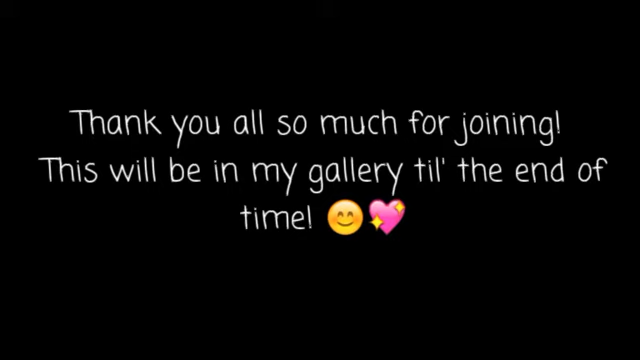 Thank you all so much for joining!
This will be in my gallery til' the end of
time! 😊💖